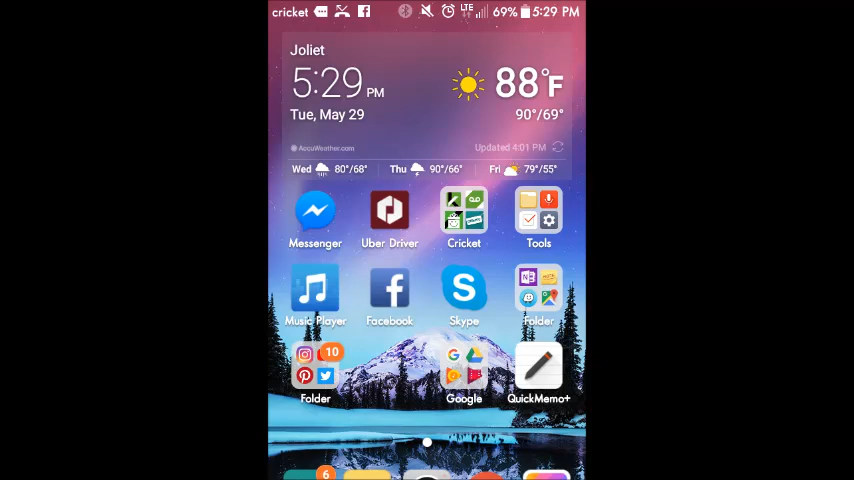 cricket LTE 69% 5:29 PM
Joliet
5:29 PM 88°F
Tue, May 29 90°/69°
AccuWeather.com Updated 4:01 PM
Wed 80°/68° Thu 90°/66° Fri 79°/55°
Messenger Uber Driver Cricket Tools
Music Player Facebook Skype Folder
10
Folder Google QuickMemo+
6